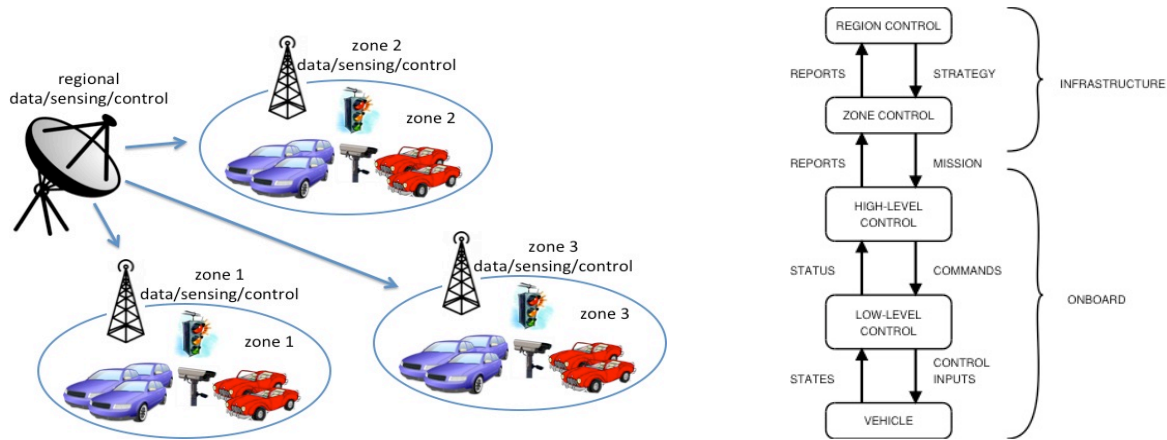 zone 2
data/sensing/control
regional
data/sensing/control
zone 2
zone 3
data/sensing/control
zone 1
data/sensing/control
zone 3
zone 1
REGION CONTROL
REPORTS
STRATEGY
INFRASTRUCTURE
ZONE CONTROL
REPORTS
MISSION
HIGH-LEVEL
CONTROL
STATUS
COMMANDS
ONBOARD
LOW-LEVEL
CONTROL
STATES
CONTROL
INPUTS
VEHICLE